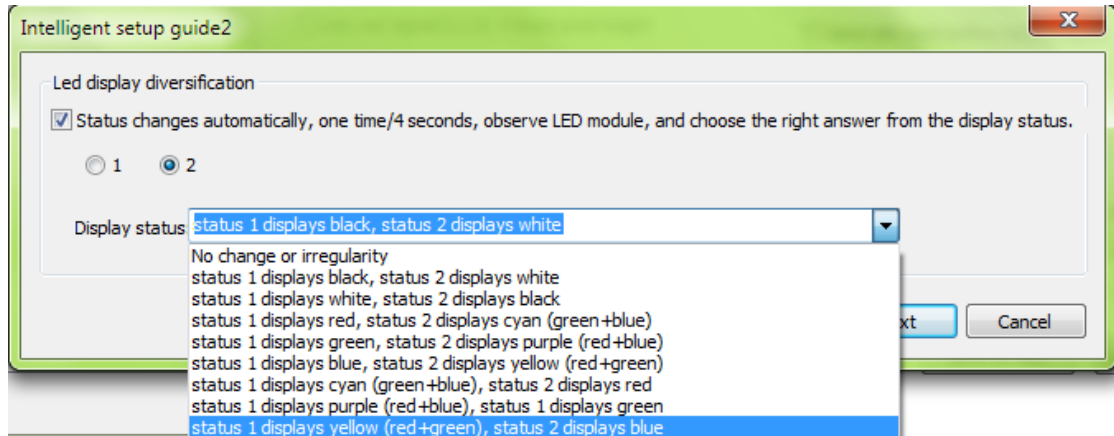 Intelligent setup guide2
Led display diversification
Status changes automatically, one time/4 seconds, observe LED module, and choose the right answer from the display status.
1 2
Display status status 1 displays black, status 2 displays white
No change or irregularity
status 1 displays black, status 2 displays white
status 1 displays white, status 2 displays black
status 1 displays red, status 2 displays cyan (green+blue)
status 1 displays green, status 2 displays purple (red+blue)
xt Cancel
status 1 displays blue, status 2 displays yellow (red+green)
status 1 displays cyan (green+blue), status 2 displays red
status 1 displays purple (red+blue), status 1 displays green
status 1 displays yellow (red+green), status 2 displays blue